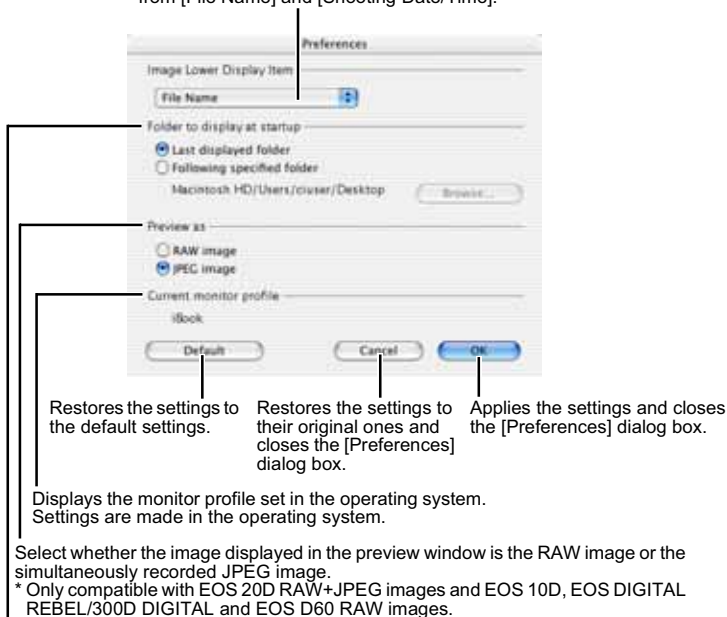 from [File Name] and [Shooting Date/Time].
Preferences
Image Lower Display Item
File Name
Folder to display at startup
Last displayed folder
Following specified folder
Macintosh HD/Users/ciuser/Desktop
Browse...
Preview as
RAW image
JPEG image
Current monitor profile
iBook
Default
Cancel
OK
Restores the settings to
the default settings.
Restores the settings to
their original ones and
closes the [Preferences]
dialog box.
Applies the settings and closes
the [Preferences] dialog box.
Displays the monitor profile set in the operating system.
Settings are made in the operating system.
Select whether the image displayed in the preview window is the RAW image or the
simultaneously recorded JPEG image.
* Only compatible with EOS 20D RAW+JPEG images and EOS 10D, EOS DIGITAL
REBEL/300D DIGITAL and EOS D60 RAW images.